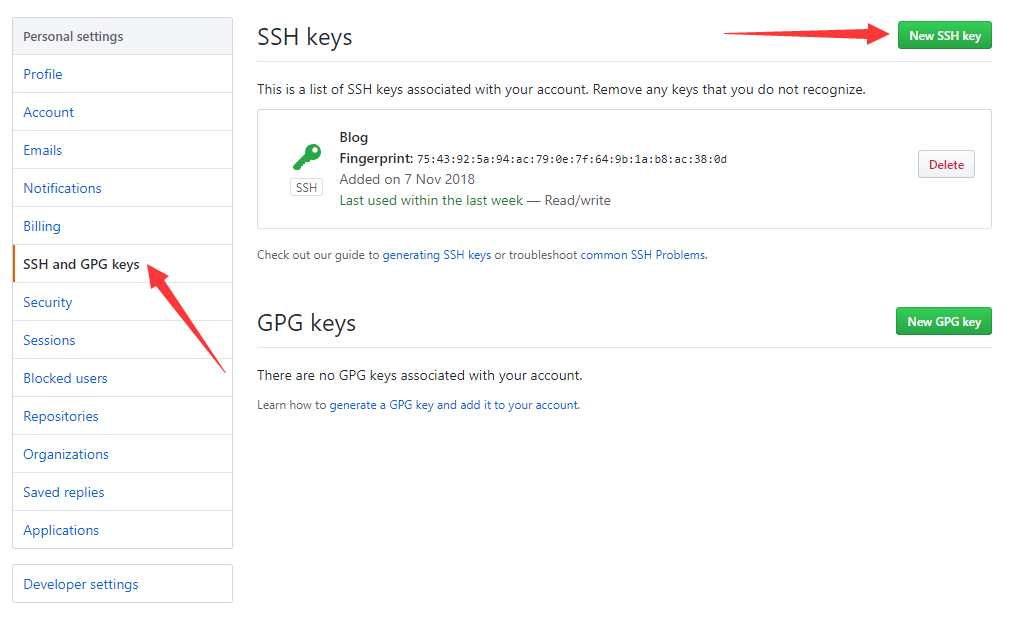 Personal settings
Profile
Account
Emails
Notifications
Billing
SSH and GPG keys
Security
Sessions
Blocked users
Repositories
Organizations
Saved replies
Applications
Developer settings
SSH keys
New SSH key
This is a list of SSH keys associated with your account. Remove any keys that you do not recognize.
Blog
Fingerprint: 75:43:92:5a:94:ac:79:0e:7f:64:9b:1a:b8:ac:38:0d
Added on 7 Nov 2018
Last used within the last week — Read/write
SSH
Delete
Check out our guide to generating SSH keys or troubleshoot common SSH Problems.
GPG keys
New GPG key
There are no GPG keys associated with your account.
Learn how to generate a GPG key and add it to your account.